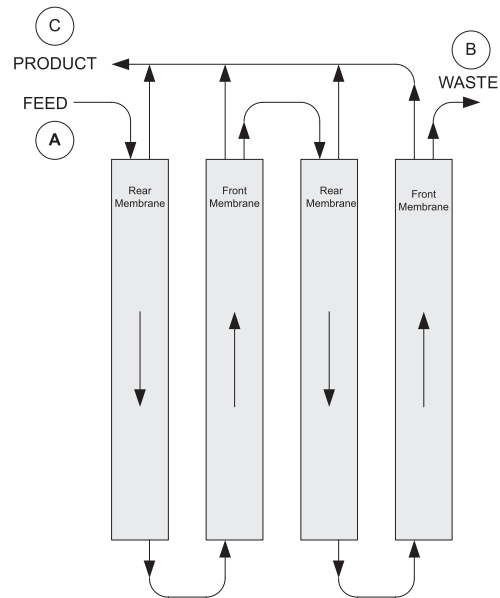 C
PRODUCT
B
WASTE
FEED
A
Rear
Membrane
Front
Membrane
Rear
Membrane
Front
Membrane